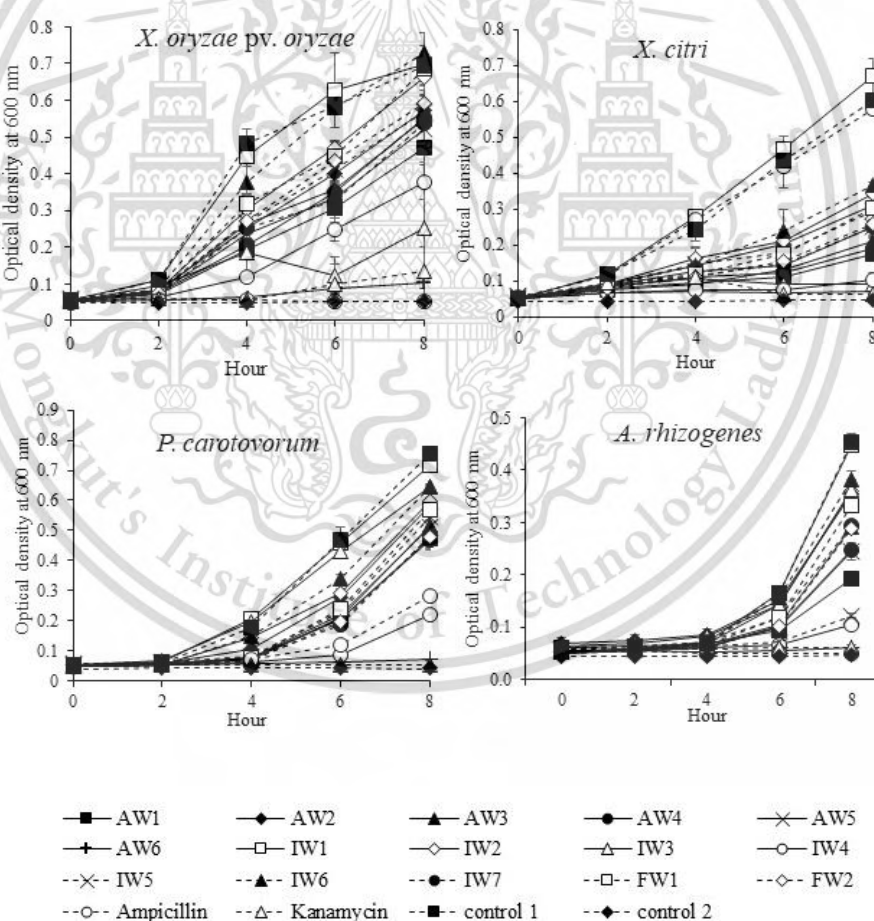 X. oryzae pv. oryzae
Optical density at 600 nm
0.8
0.7
0.6
0.5
0.4
0.3
0.2
0.1
0
0 2 4 6 8
Hour
X. citri
Optical density at 600 nm
0.8
0.7
0.6
0.5
0.4
0.3
0.2
0.1
0
0 2 4 6 8
Hour
P. carotovorum
Optical density at 600 nm
0.9
0.8
0.7
0.6
0.5
0.4
0.3
0.2
0.1
0
0 2 4 6 8
Hour
A. rhizogenes
Optical density at 600 nm
0.5
0.4
0.3
0.2
0.1
0.0
0 2 4 6 8
Hour
AW1 AW2 AW3 AW4 AW5
AW6 IW1 IW2 IW3 IW4
IW5 IW6 IW7 FW1 FW2
Ampicillin Kanamycin control 1 control 2
Mongkut's Institute of Technology Lad